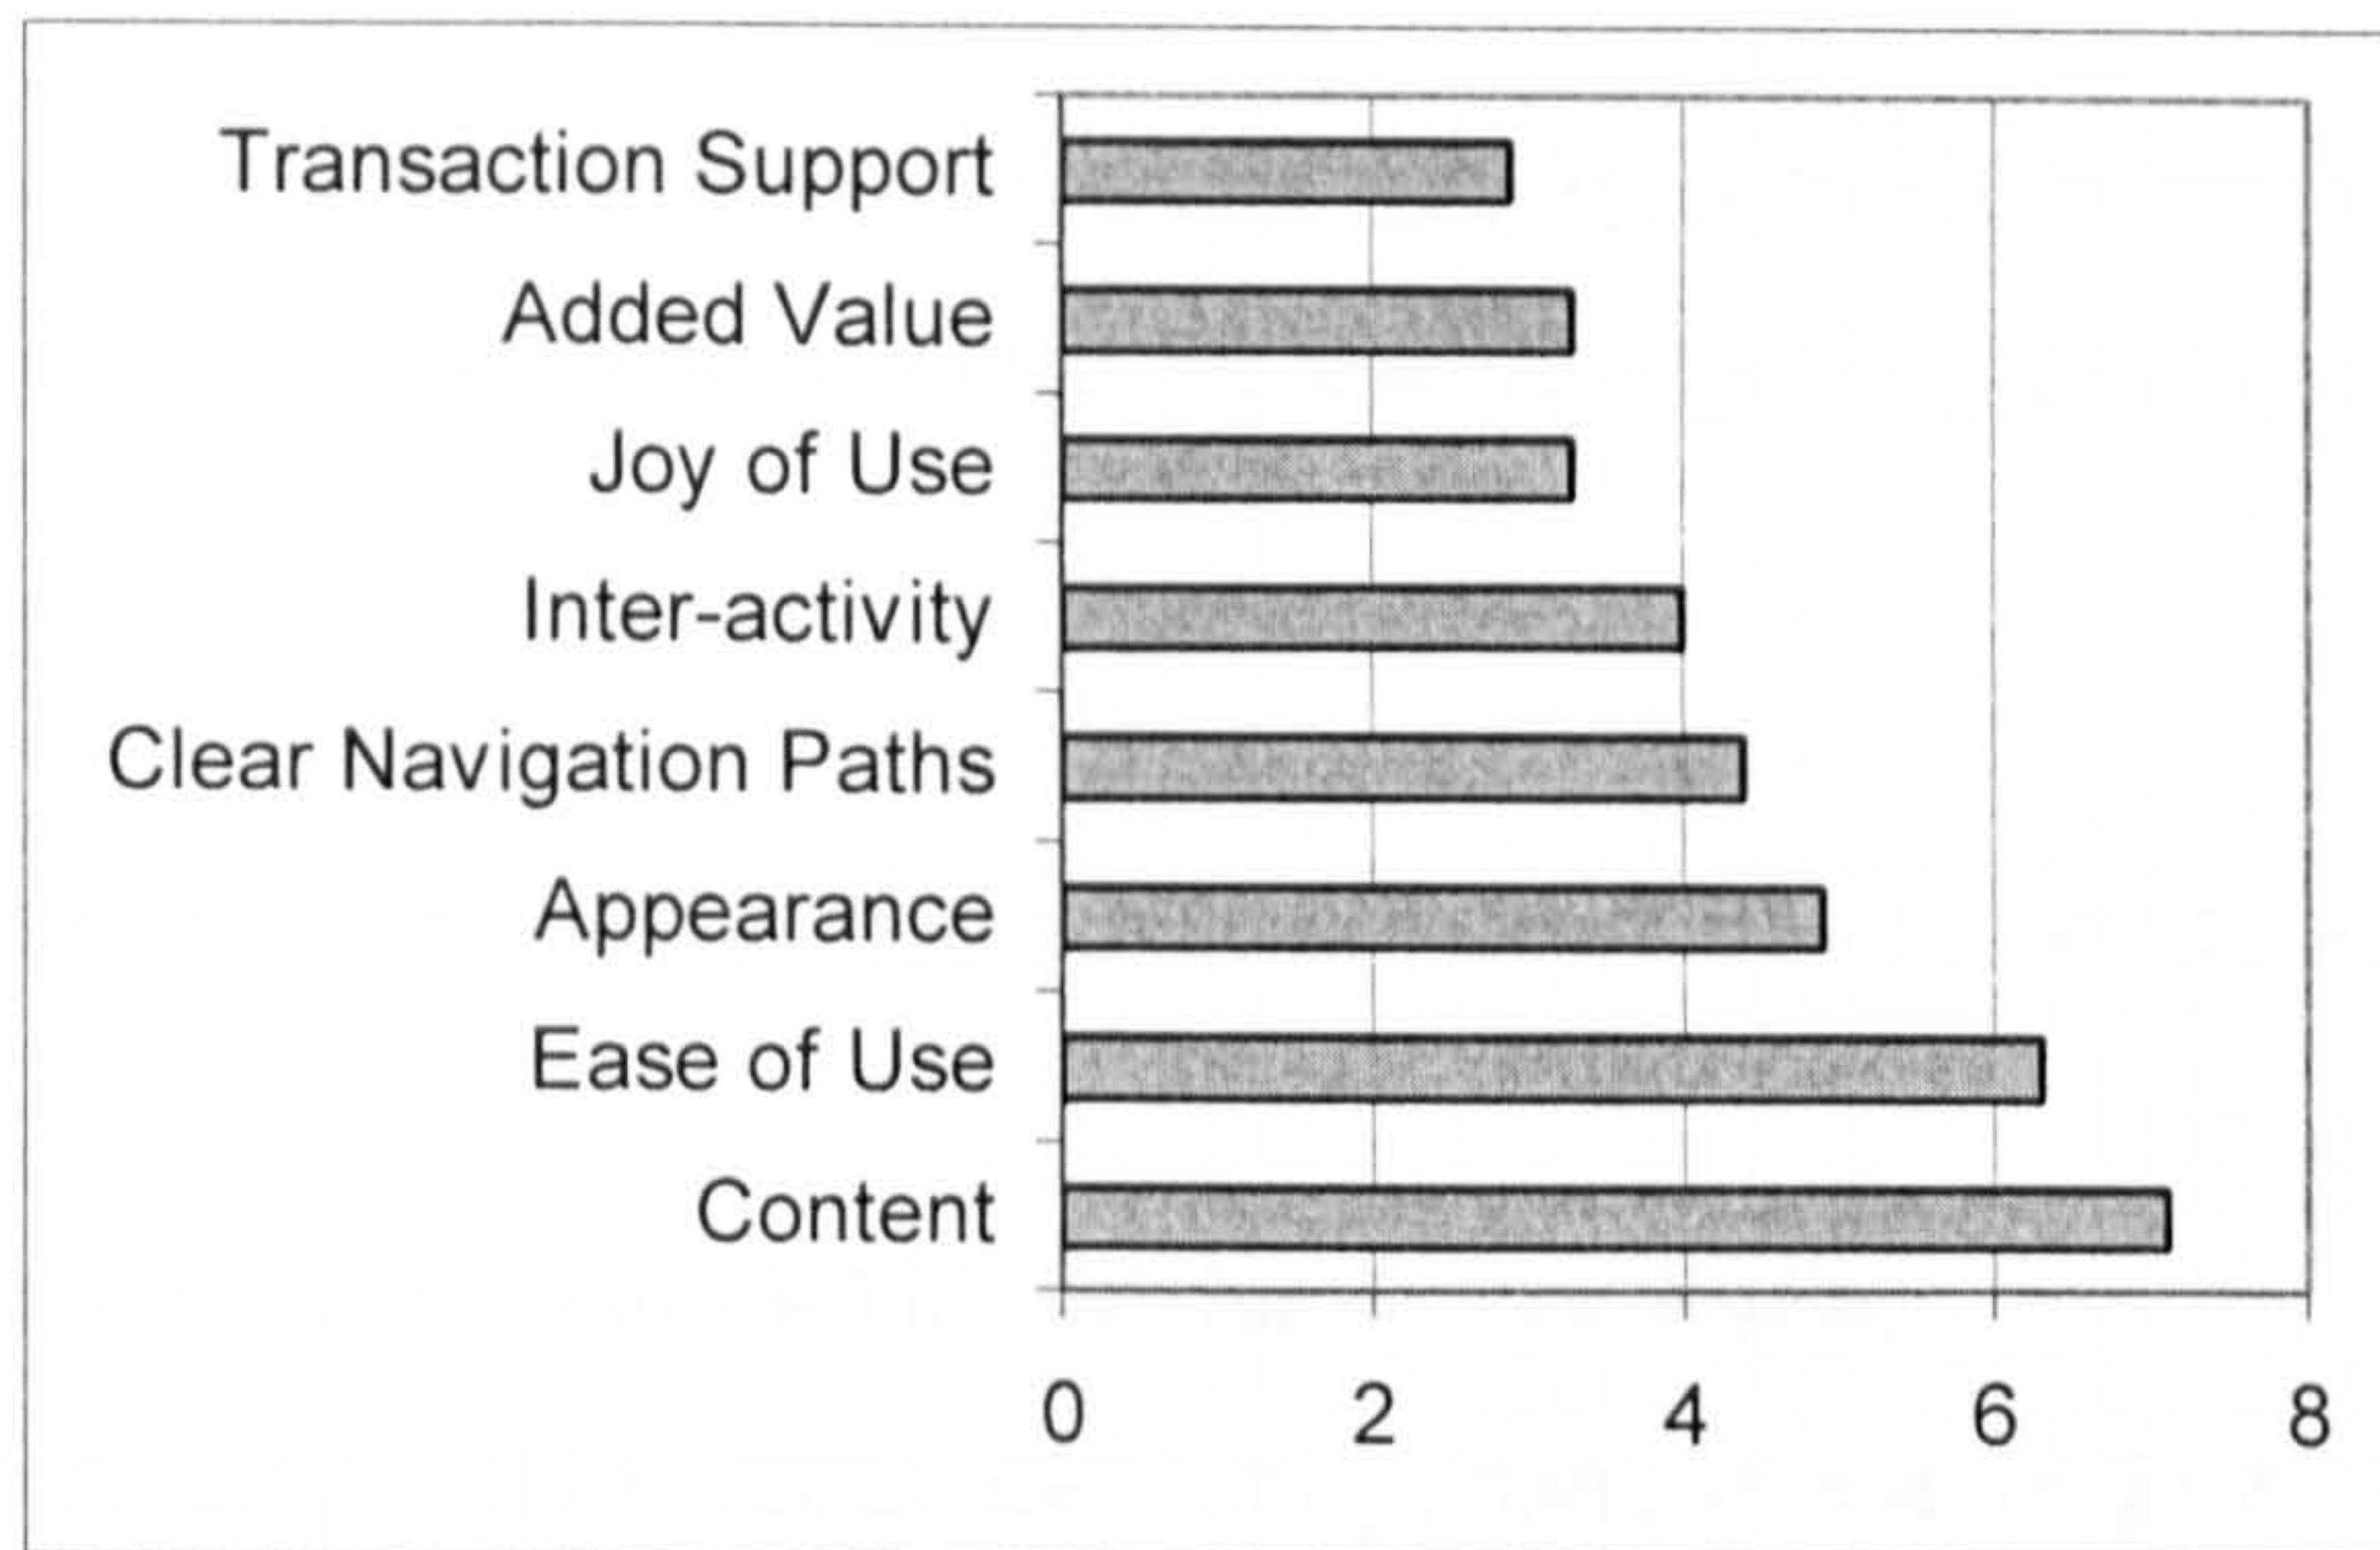 Transaction Support
Added Value
Joy of Use
Inter-activity
Clear Navigation Paths
Appearance
Ease of Use
Content
0 2 4 6 8